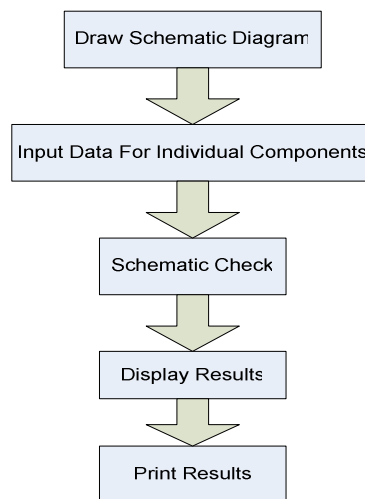 Draw Schematic Diagram
Input Data For Individual Components
Schematic Check
Display Results
Print Results